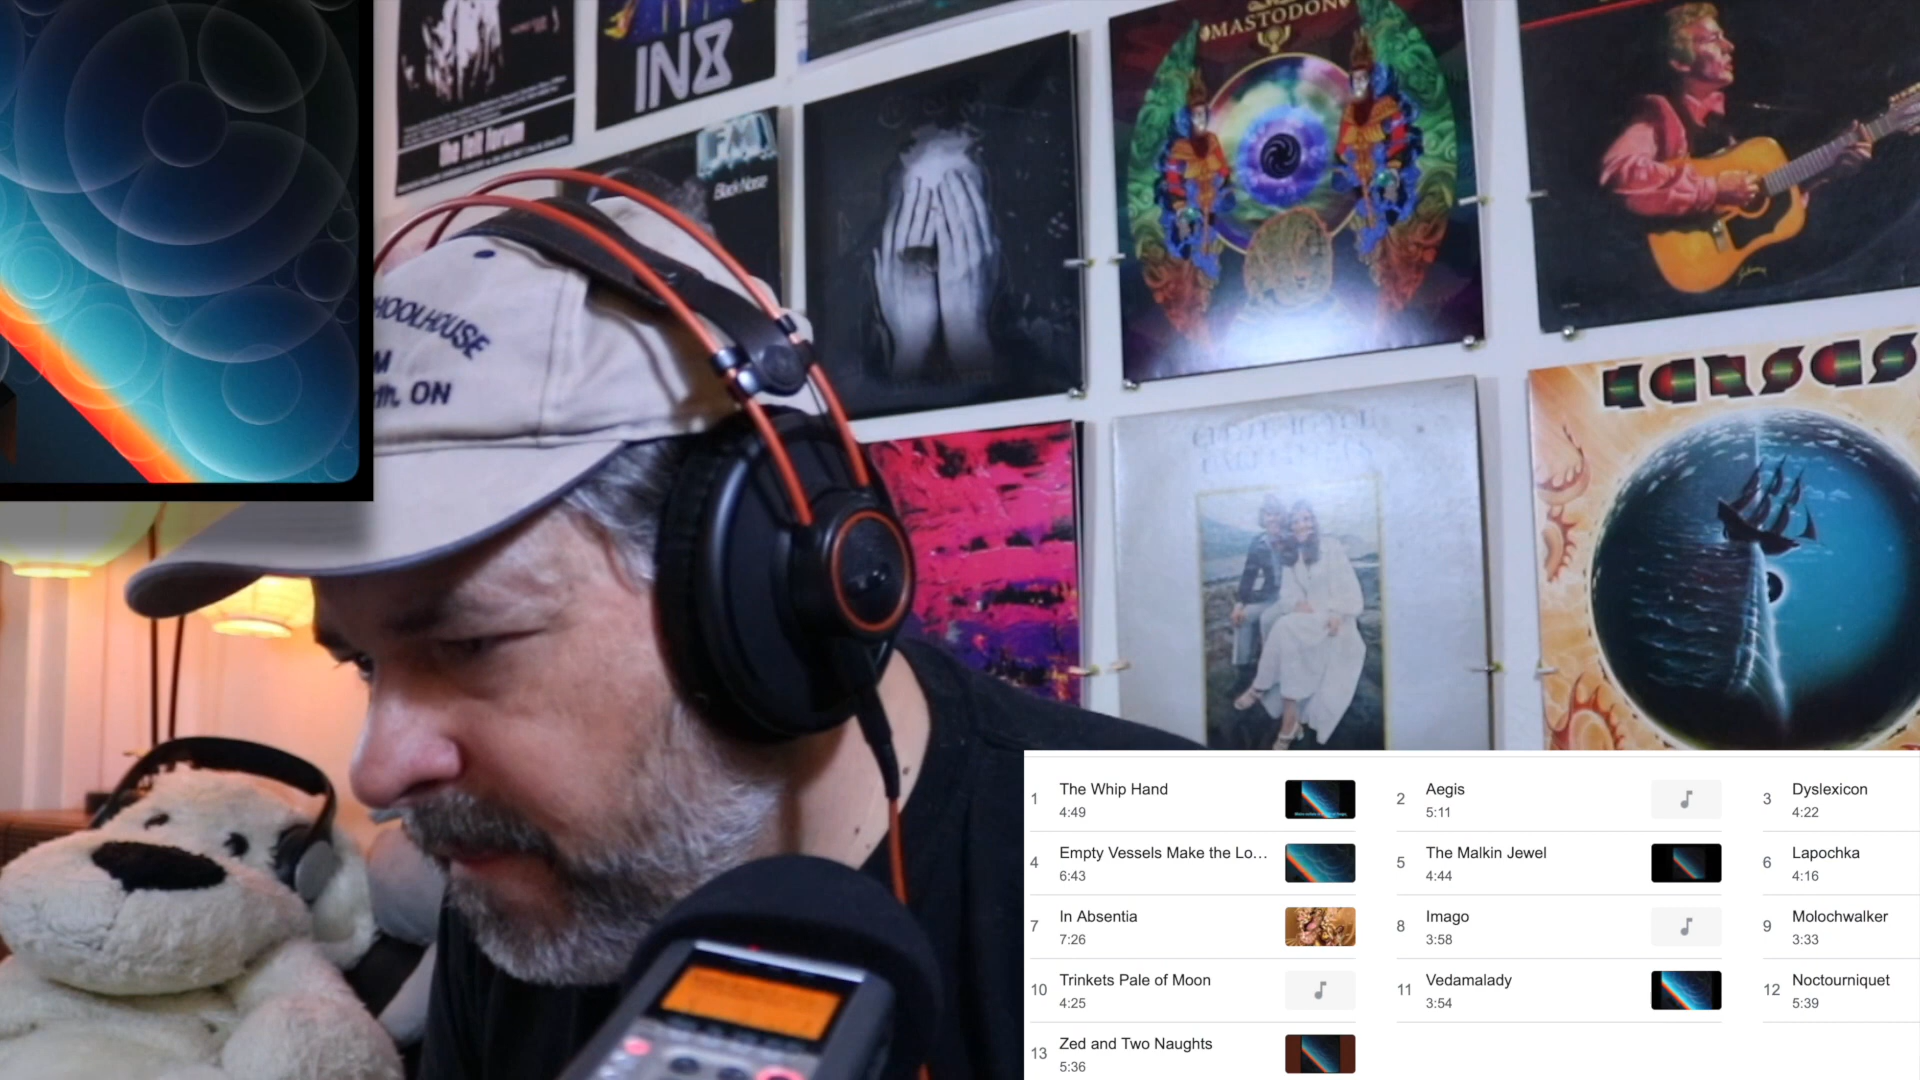 MASTODON
IN8
the felt forum
FM
Black Noise
HOOLHOUSE
ON
KANSAS
1
The Whip Hand
4:49
2
Aegis
5:11
3
Dyslexicon
4:22
4
Empty Vessels Make the Lo…
6:43
5
The Malkin Jewel
4:44
6
Lapochka
4:16
7
In Absentia
7:26
8
Imago
3:58
9
Molochwalker
3:33
10
Trinkets Pale of Moon
4:25
11
Vedamalady
3:54
12
Noctourniquet
5:39
13
Zed and Two Naughts
5:36